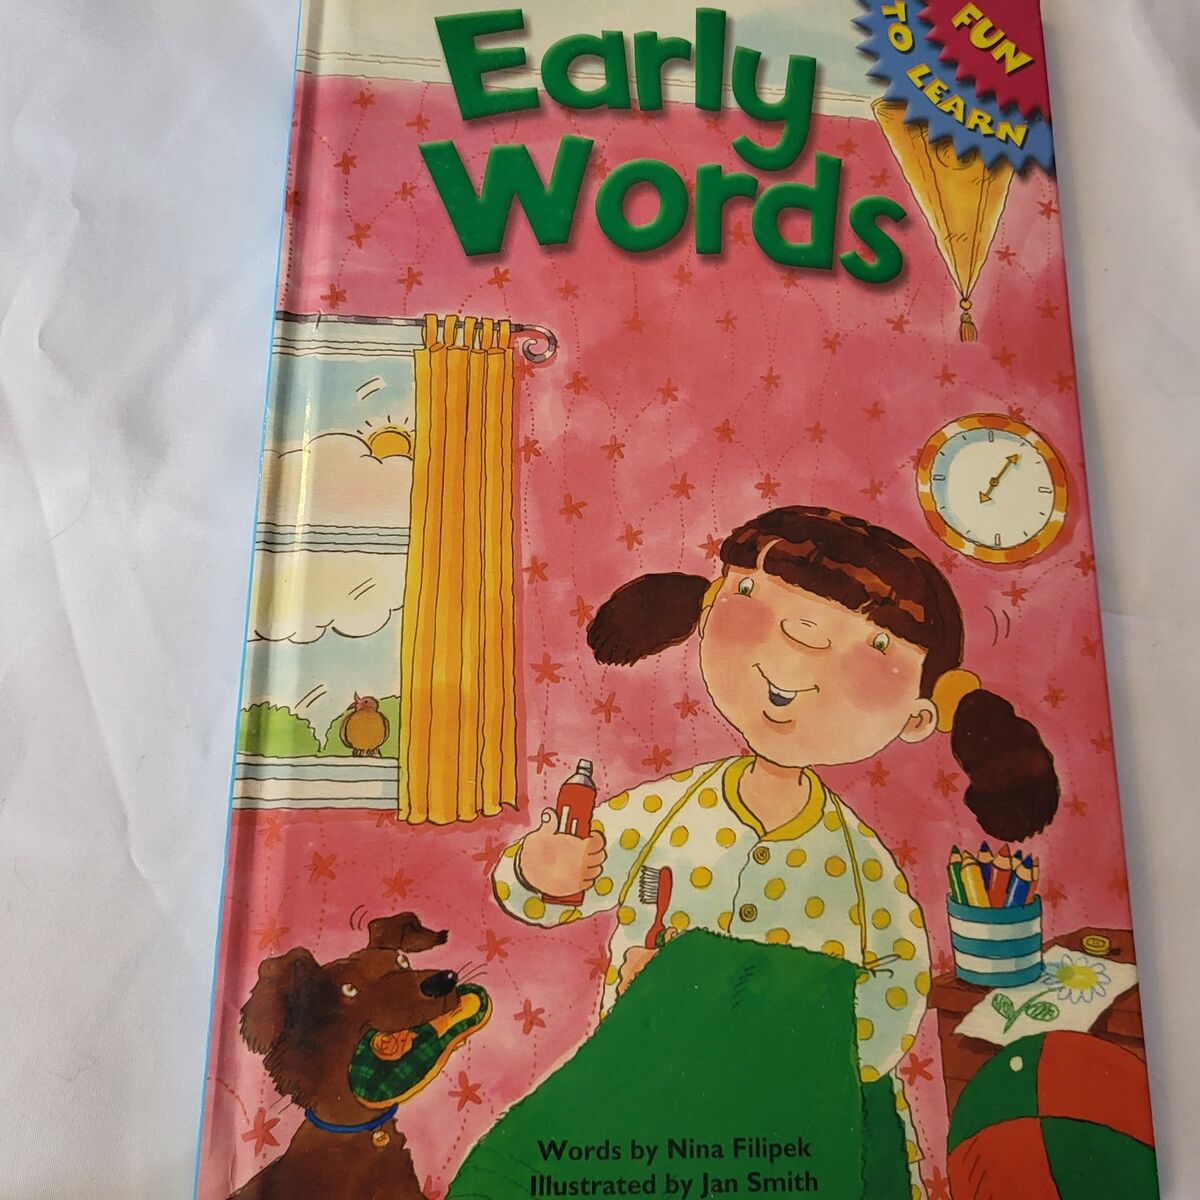 Early
Words
FUN
TO LEARN
Words by Nina Filipek
Illustrated by Jan Smith